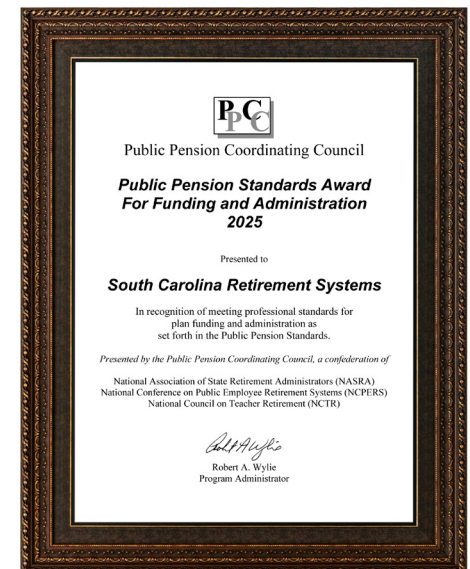 PPCC
Public Pension Coordinating Council
Public Pension Standards Award
For Funding and Administration
2025
Presented to
South Carolina Retirement Systems
In recognition of meeting professional standards for
plan funding and administration as
set forth in the Public Pension Standards.
Presented by the Public Pension Coordinating Council, a confederation of
National Association of State Retirement Administrators (NASRA)
National Conference on Public Employee Retirement Systems (NCPERS)
National Council on Teacher Retirement (NCTR)
Robert A Wylie
Robert A. Wylie
Program Administrator